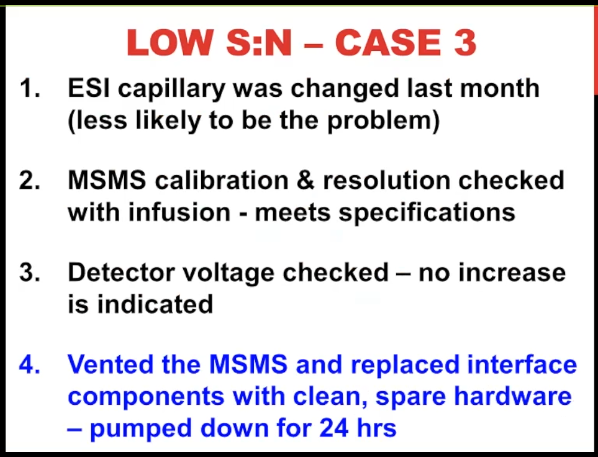 LOW S:N – CASE 3
1. ESI capillary was changed last month
(less likely to be the problem)
2. MSMS calibration & resolution checked
with infusion - meets specifications
3. Detector voltage checked – no increase
is indicated
4. Vented the MSMS and replaced interface
components with clean, spare hardware
– pumped down for 24 hrs